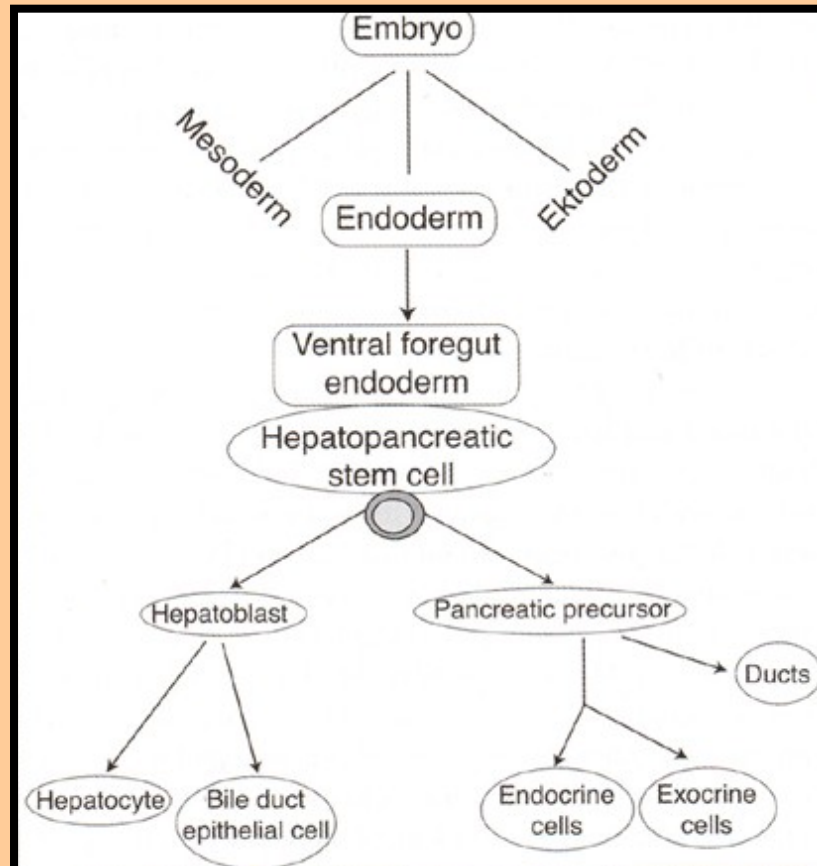 Embryo
Mesoderm
Endoderm
Ektoderm
Ventral foregut
endoderm
Hepatopancreatic
stem cell
Hepatoblast
Pancreatic precursor
Ducts
Hepatocyte
Bile duct
epithelial cell
Endocrine
cells
Exocrine
cells